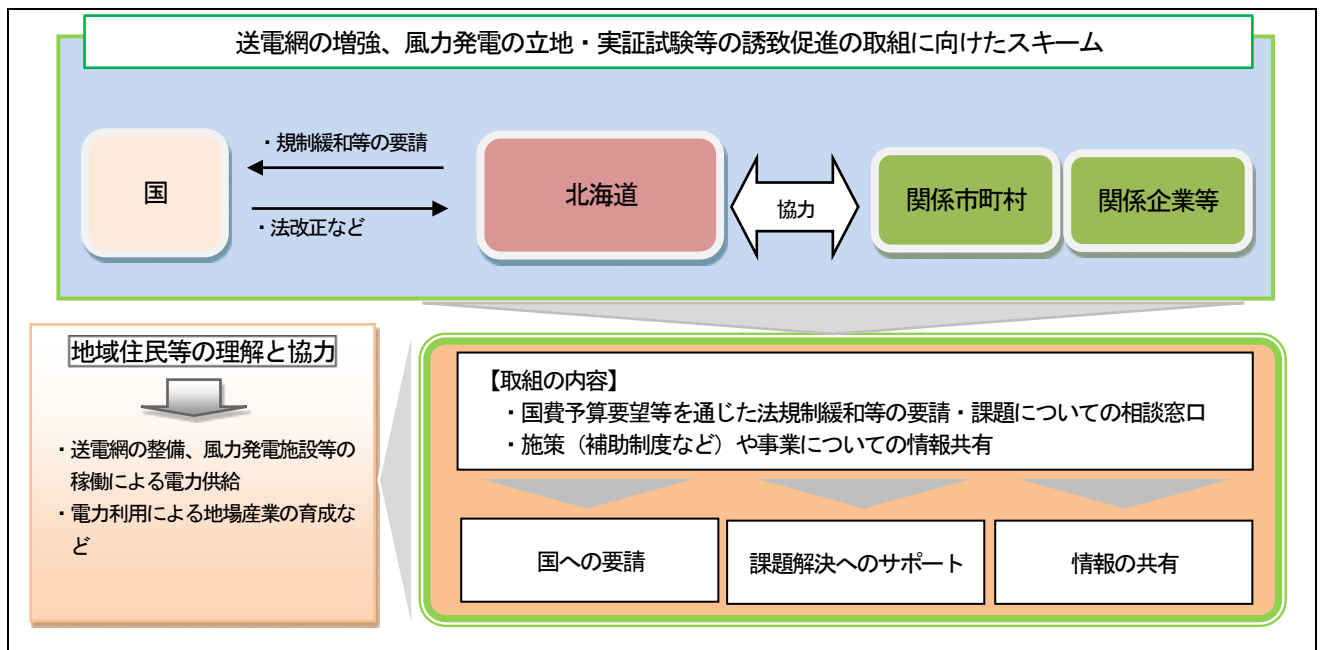 送電網の増強、風力発電の立地・実証試験等の誘致促進の取組に向けたスキーム
国
・規制緩和等の要請
・法改正など
北海道
協力
関係市町村
関係企業等
地域住民等の理解と協力
・送電網の整備、風力発電施設等の
稼働による電力供給
・電力利用による地場産業の育成な
ど
【取組の内容】
・国費予算要望等を通じた法規制緩和等の要請・課題についての相談窓口
・施策（補助制度など）や事業についての情報共有
国への要請
課題解決へのサポート
情報の共有